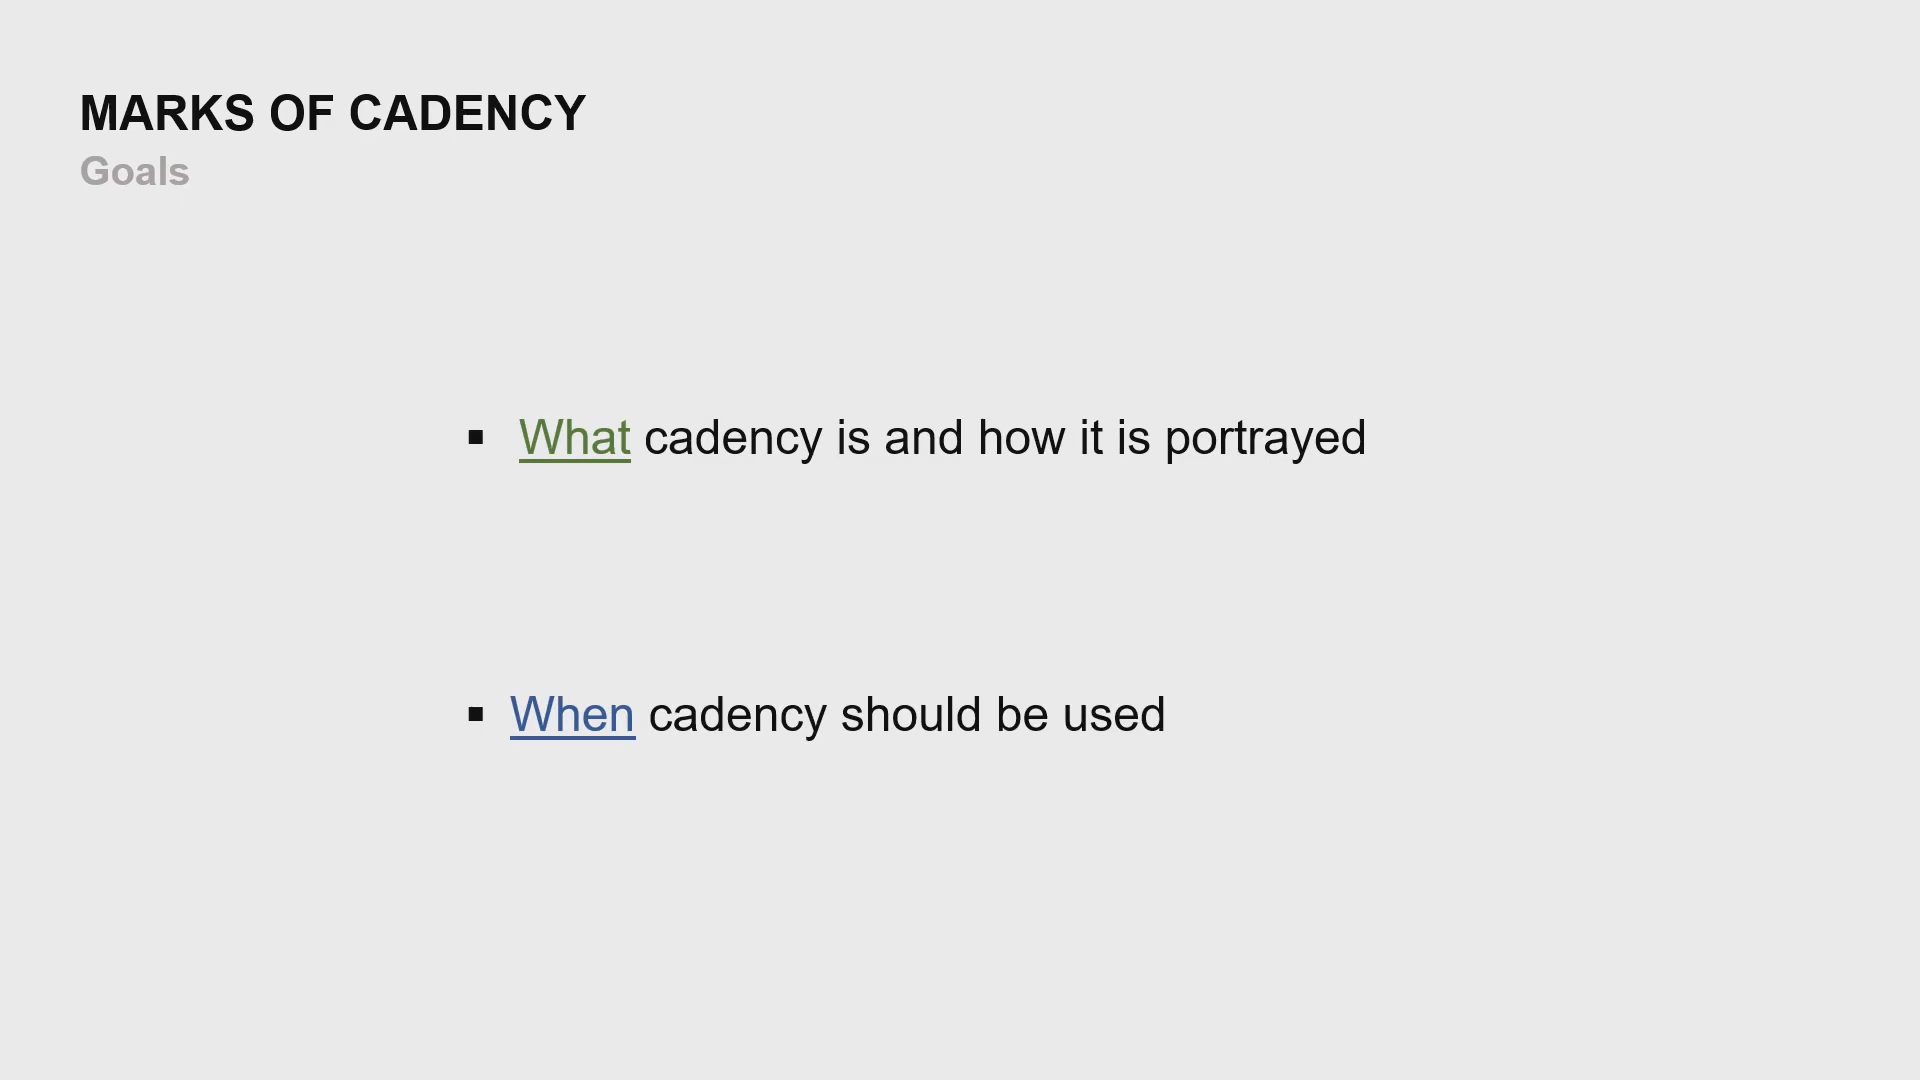 MARKS OF CADENCY
Goals
▪ What cadency is and how it is portrayed
▪ When cadency should be used